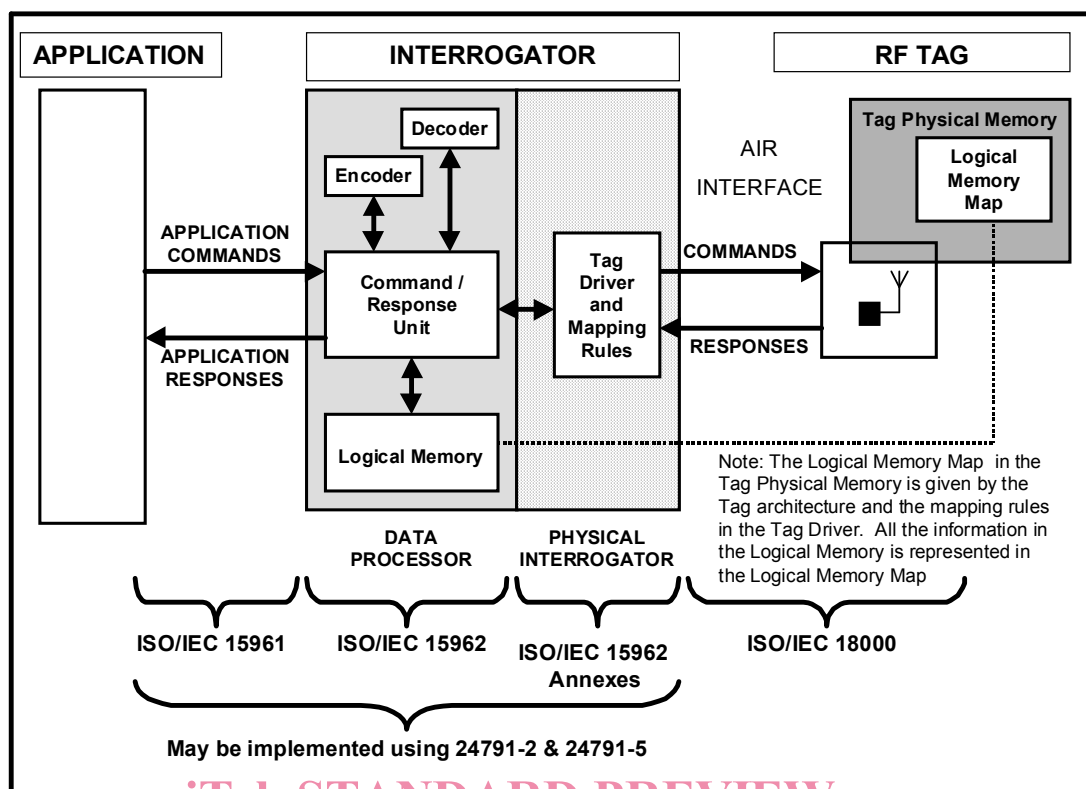 APPLICATION
INTERROGATOR
RF TAG
Decoder
Encoder
Tag Physical Memory
Logical
Memory
Map
AIR
INTERFACE
APPLICATION
COMMANDS
Command /
Response
Unit
Tag
Driver
and
Mapping
Rules
COMMANDS
RESPONSES
APPLICATION
RESPONSES
Logical Memory
Note: The Logical Memory Map in the
Tag Physical Memory is given by the
Tag architecture and the mapping rules
in the Tag Driver. All the information in
the Logical Memory is represented in
the Logical Memory Map
DATA
PROCESSOR
PHYSICAL
INTERROGATOR
ISO/IEC 15961
ISO/IEC 15962
ISO/IEC 15962
Annexes
ISO/IEC 18000
May be implemented using 24791-2 & 24791-5
iTeh STANDARD PREVIEW